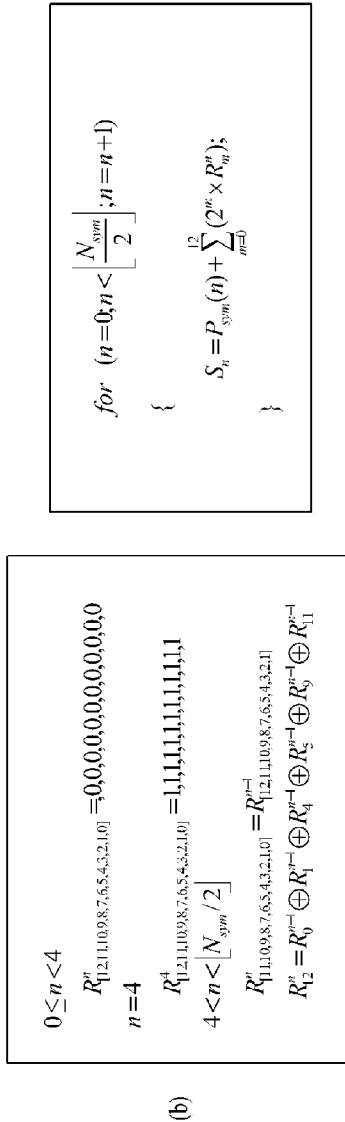 (b)
0≤n<4
R^n_[12,11,10,9,8,7,6,5,4,3,2,1,0] =,0,0,0,0,0,0,0,0,0,0,0,0,0
n=4
R^4_[12,11,10,9,8,7,6,5,4,3,2,1,0] =1,1,1,1,1,1,1,1,1,1,1,1,1
4<n<⌊N_sym/2⌋
R^n_[11,10,9,8,7,6,5,4,3,2,1,0] =R^{n-1}_[12,11,10,9,8,7,6,5,4,3,2,1]
R^n_12 =R^{n-1}_0⊕R^{n-1}_1⊕R^{n-1}_4⊕R^{n-1}_5⊕R^{n-1}_9⊕R^{n-1}_11
for (n=0;n<⌊N_sym/2⌋;n=n+1)
{
S_n =P_sym(n)+∑_{m=0}^{12}(2^m×R^n_m);
}